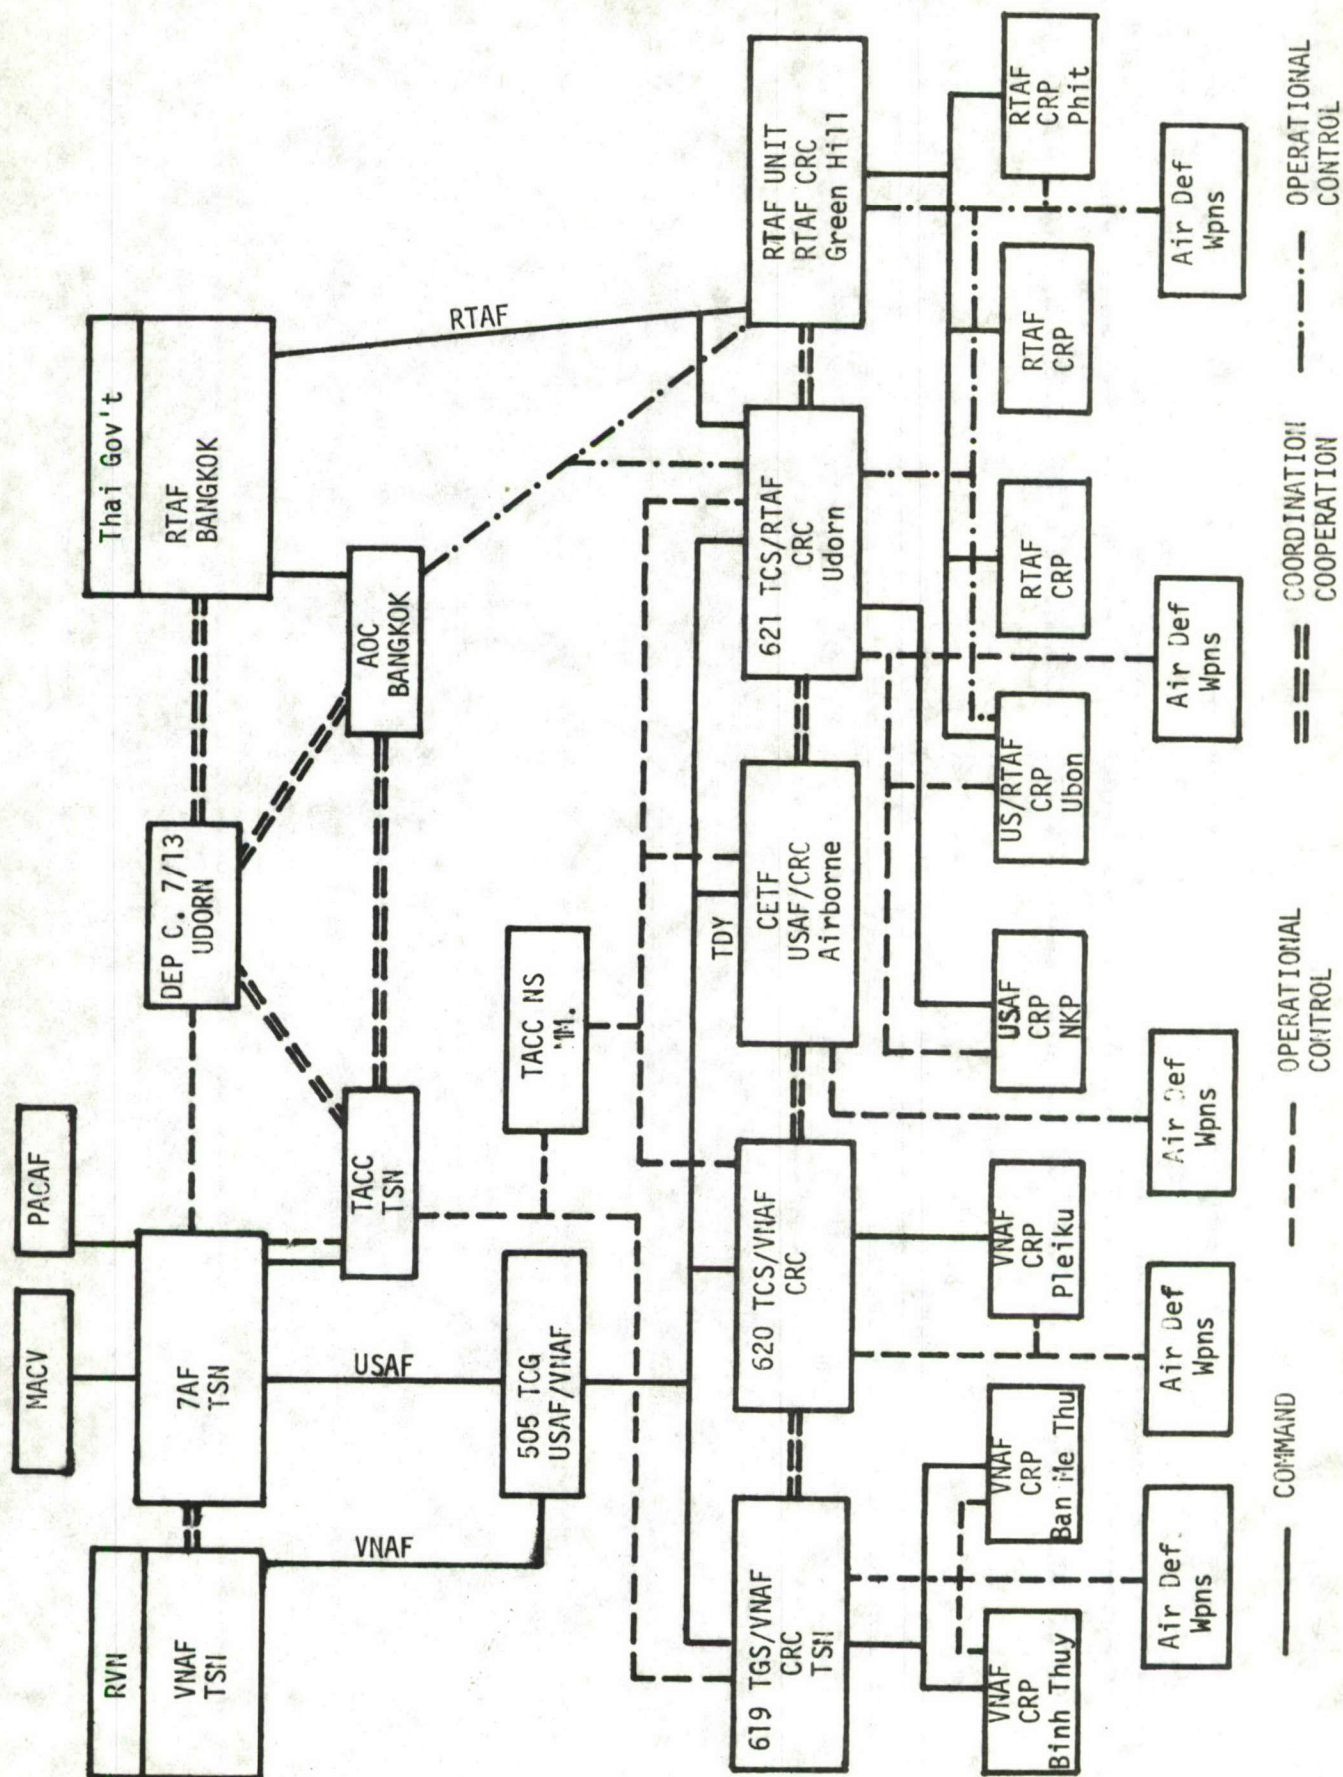 MACV
PACAF
RVN
VNAF
TSN
7AF
TSN
DEP C. 7/13
UDORN
Thai Gov't
RTAF
BANGKOK
TACC
TSN
AOC
BANGKOK
VNAF
USAF
RTAF
505 TCG
USAF/VNAF
TACC NS
MM.
TDY
619 TGS/VNAF
CRC
TSN
620 TCS/VNAF
CRC
CETF
USAF/CRC
Airborne
621 TCS/RTAF
CRC
Udorn
RTAF UNIT
RTAF CRC
Green Hill
VNAF
CRP
Binh Thuy
VNAF
CRP
Ban Me Thu
VNAF
CRP
Pleiku
USAF
CRP
NKP
US/RTAF
CRP
Ubon
RTAF
CRP
RTAF
CRP
RTAF
CRP
Phit
Air Def
Wpns
Air Def
Wpns
Air Def
Wpns
Air Def
Wpns
Air Def
Wpns
COMMAND
OPERATIONAL
CONTROL
COORDINATION
COOPERATION
OPERATIONAL
CONTROL